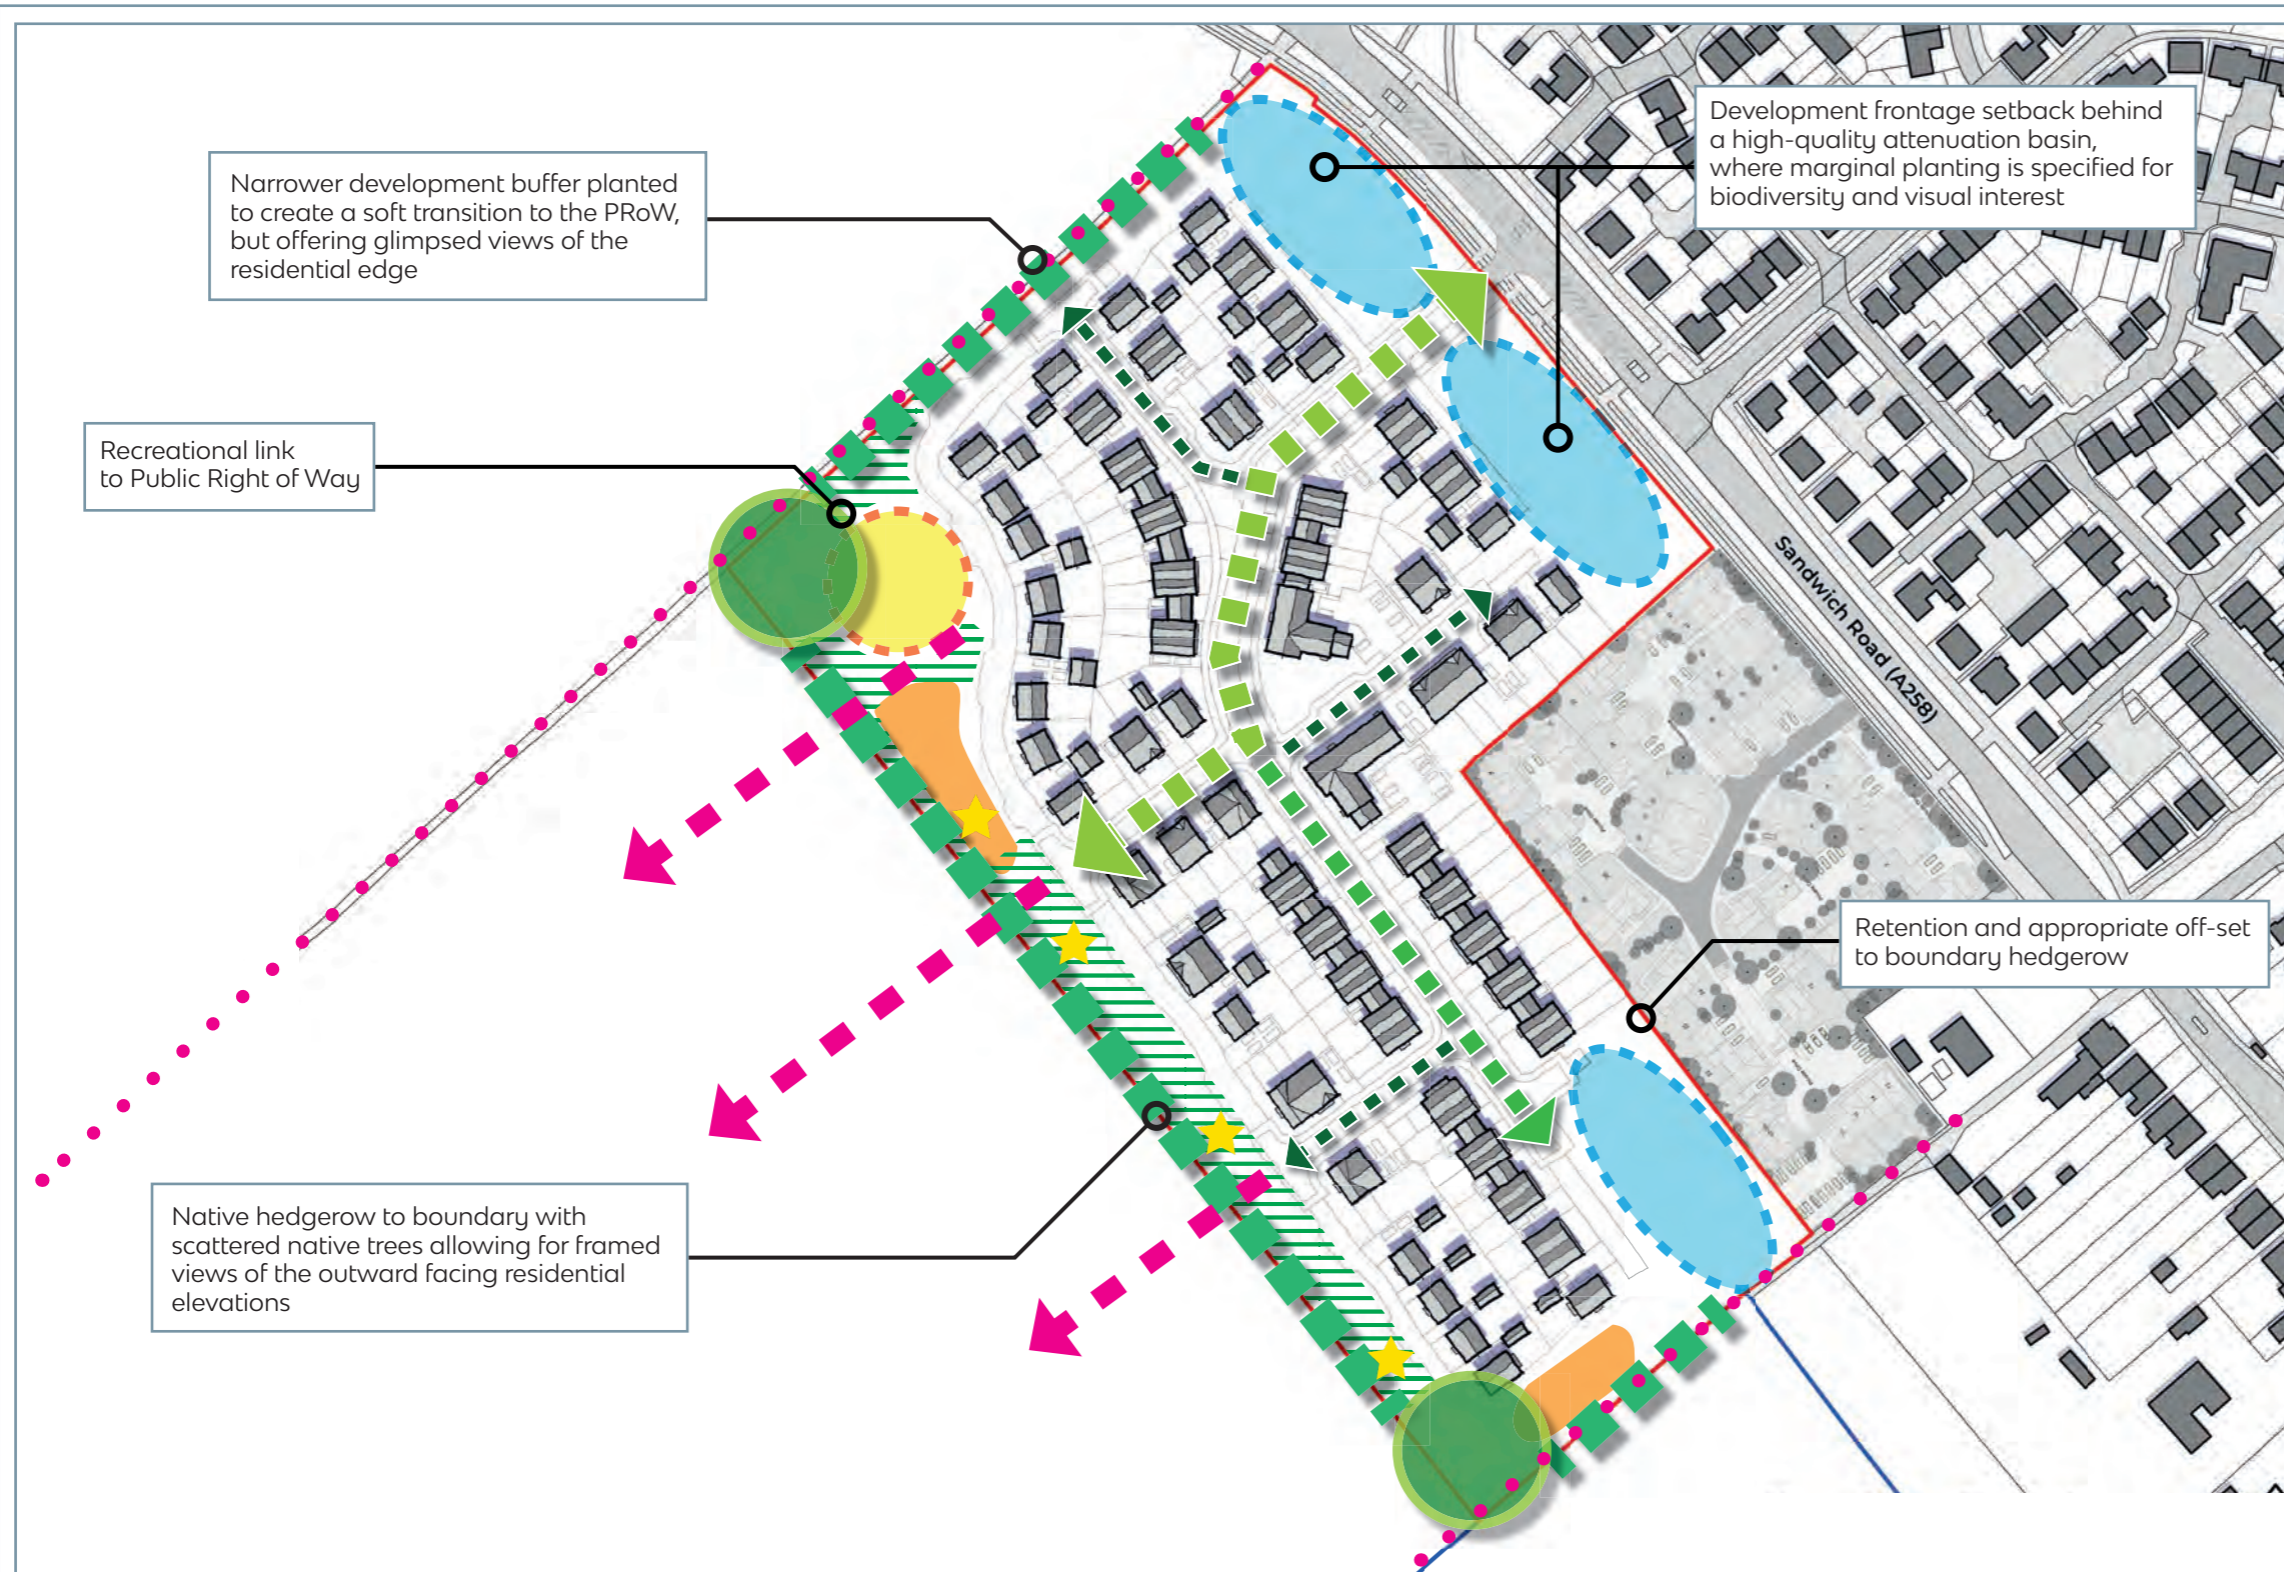 Development frontage setback behind
a high-quality attenuation basin,
where marginal planting is specified for
biodiversity and visual interest
Narrower development buffer planted
to create a soft transition to the PRoW,
but offering glimpsed views of the
residential edge
Recreational link
to Public Right of Way
Sandwich Road (A258)
Retention and appropriate off-set
to boundary hedgerow
Native hedgerow to boundary with
scattered native trees allowing for framed
views of the outward facing residential
elevations